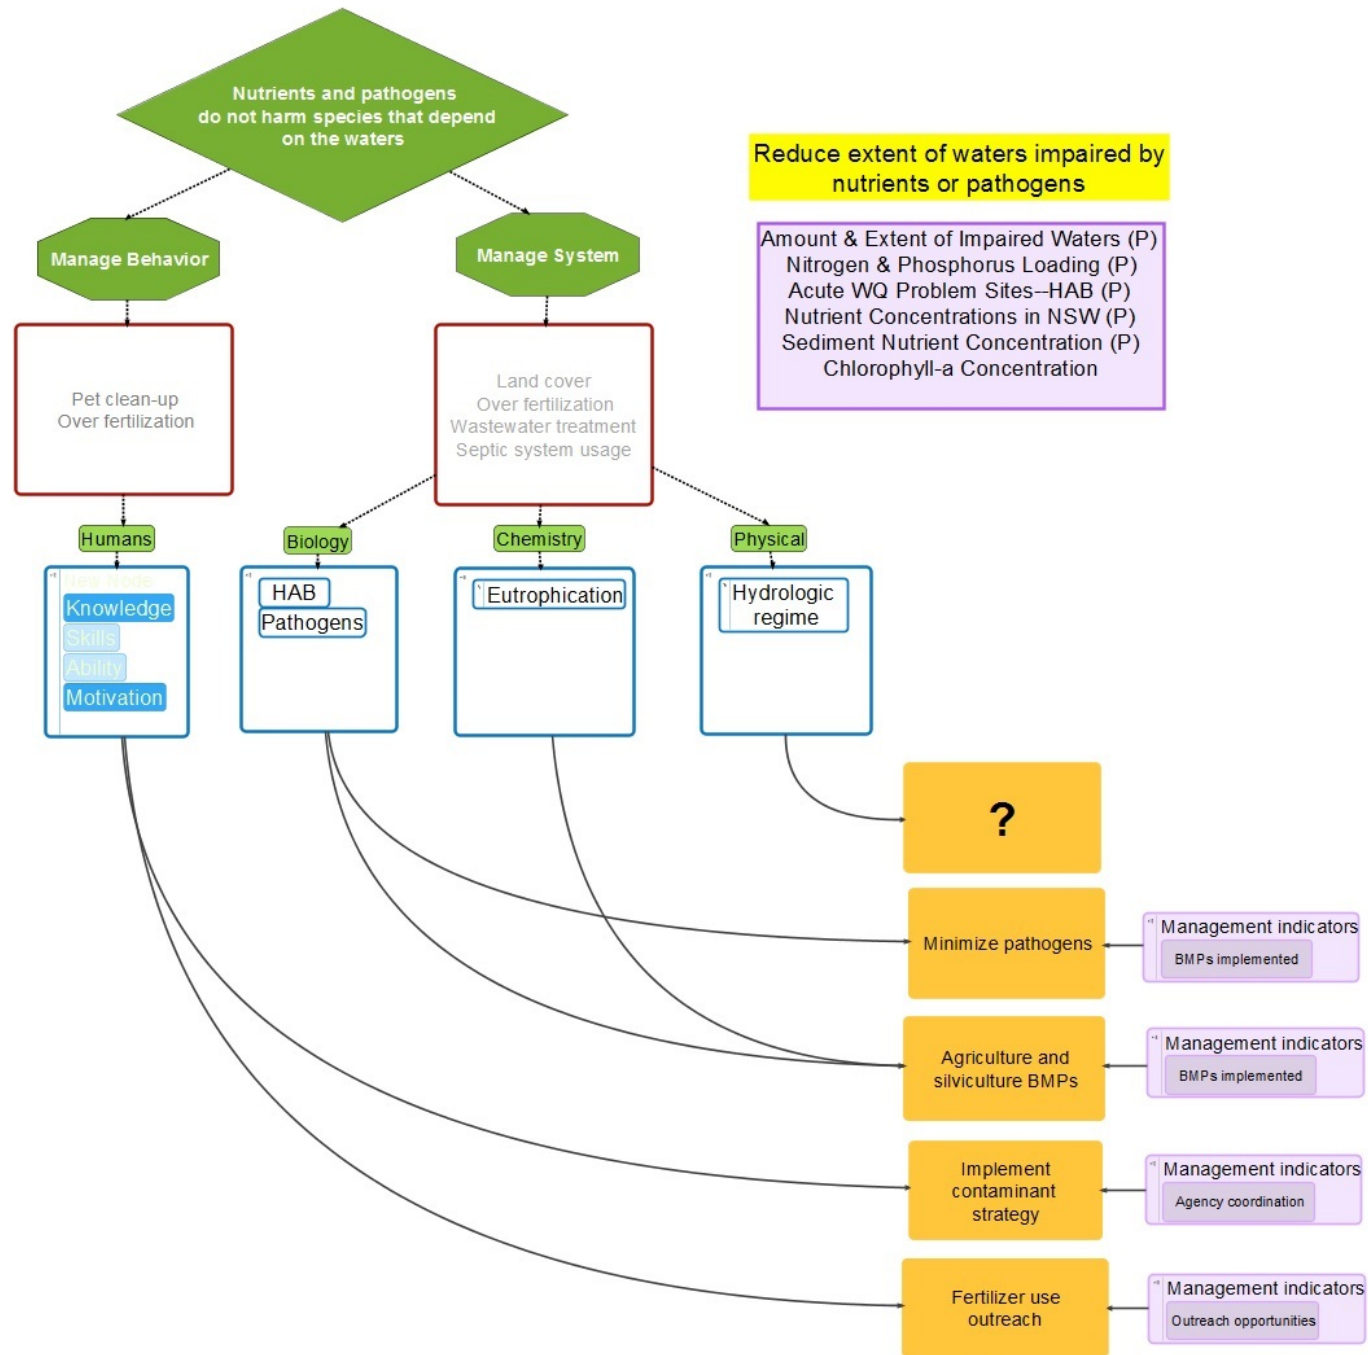 Nutrients and pathogens
do not harm species that depend
on the waters
Reduce extent of waters impaired by
nutrients or pathogens
Amount & Extent of Impaired Waters (P)
Nitrogen & Phosphorus Loading (P)
Acute WQ Problem Sites--HAB (P)
Nutrient Concentrations in NSW (P)
Sediment Nutrient Concentration (P)
Chlorophyll-a Concentration
Manage Behavior
Manage System
Pet clean-up
Over fertilization
Land cover
Over fertilization
Wastewater treatment
Septic system usage
Humans
Biology
Chemistry
Physical
New Node
Knowledge
Skills
Ability
Motivation
HAB
Pathogens
Eutrophication
Hydrologic
regime
?
Minimize pathogens
Management indicators
BMPs implemented
Agriculture and
silviculture BMPs
Management indicators
BMPs implemented
Implement
contaminant
strategy
Management indicators
Agency coordination
Fertilizer use
outreach
Management indicators
Outreach opportunities